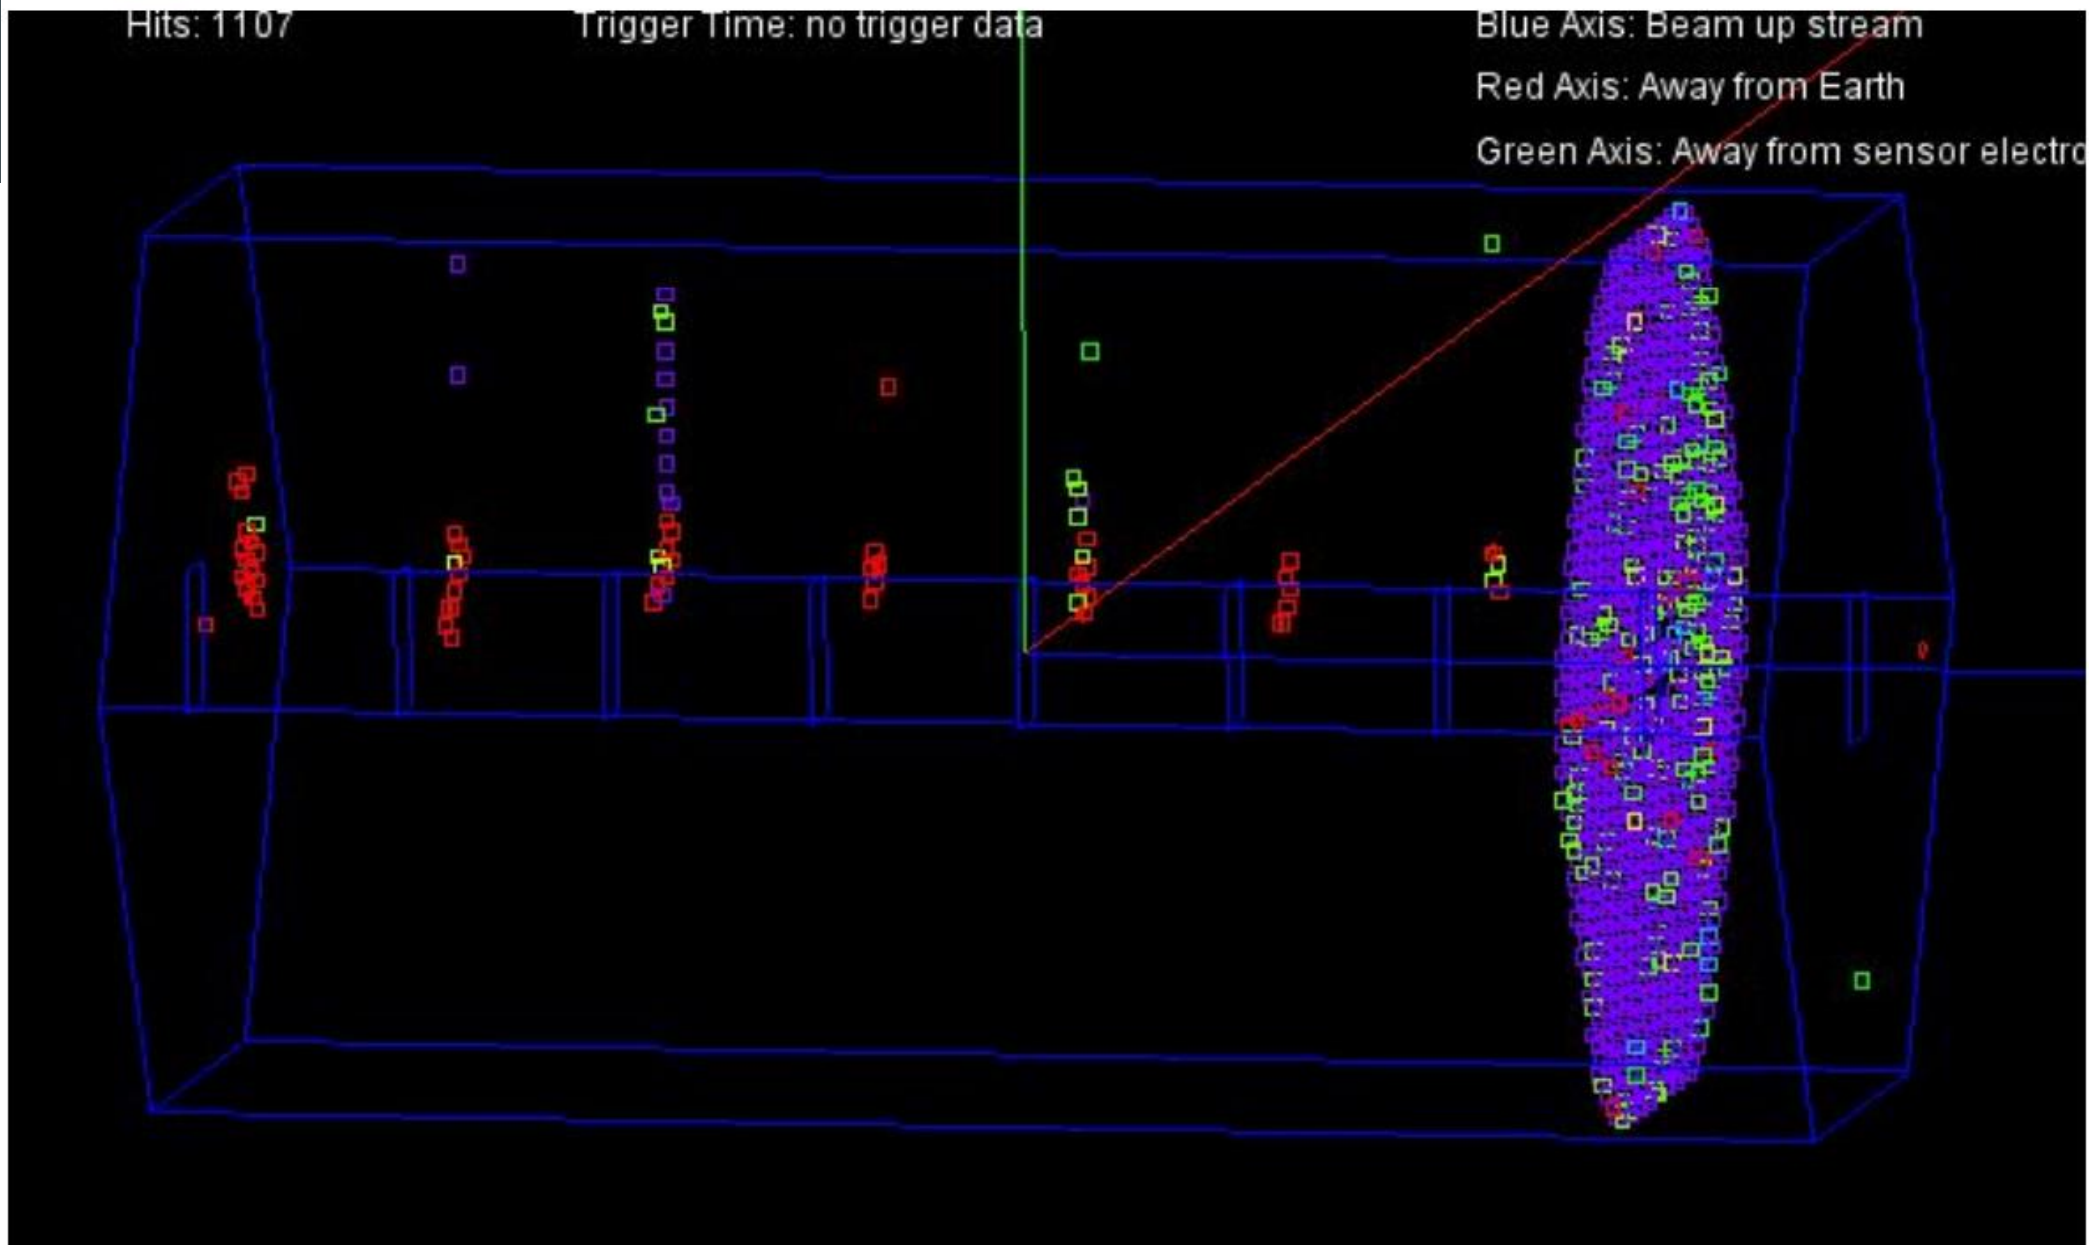 Hits: 1107
Trigger Time: no trigger data
Blue Axis: Beam up stream
Red Axis: Away from Earth
Green Axis: Away from sensor electro